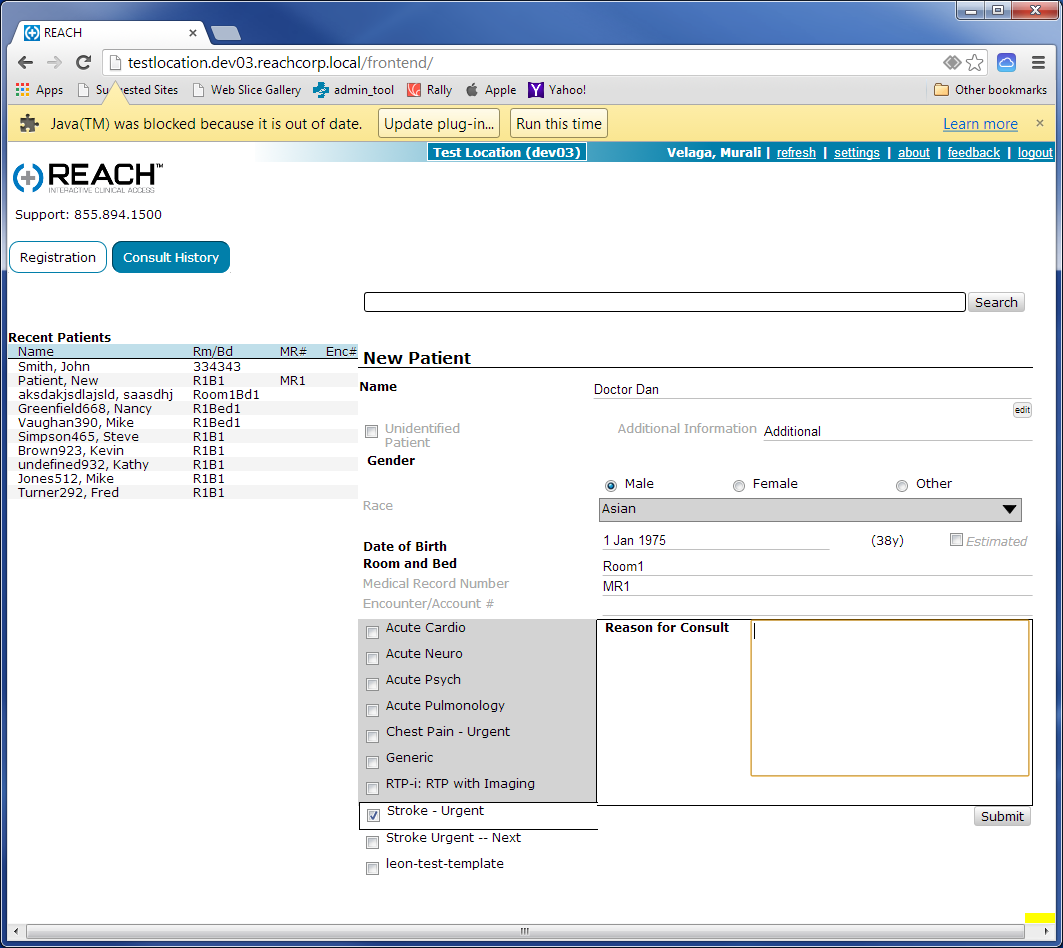 REACH
testlocation.dev03.reachcorp.local/frontend/
Apps Suggested Sites Web Slice Gallery admin_tool Rally Apple Yahoo! Other bookmarks
Java(TM) was blocked because it is out of date. Update plug-in... Run this time Learn more
Test Location (dev03) Velaga, Murali | refresh | settings | about | feedback | logout
REACH™
INTERACTIVE CLINICAL ACCESS
Support: 855.894.1500
Registration Consult History
Search
Recent Patients
Name Rm/Bd MR# Enc#
Smith, John 334343
Patient, New R1B1 MR1
aksdakjsdlajsld, saasdhj Room1Bd1
Greenfield668, Nancy R1Bed1
Vaughan390, Mike R1Bed1
Simpson465, Steve R1B1
Brown923, Kevin R1B1
undefined932, Kathy R1B1
Jones512, Mike R1B1
Turner292, Fred R1B1
New Patient
Name Doctor Dan
edit
Unidentified
Patient
Additional Information Additional
Gender
Male Female Other
Race Asian
Date of Birth 1 Jan 1975 (38y) Estimated
Room and Bed Room1
Medical Record Number MR1
Encounter/Account #
Acute Cardio
Acute Neuro
Acute Psych
Acute Pulmonology
Chest Pain - Urgent
Generic
RTP-i: RTP with Imaging
Stroke - Urgent
Stroke Urgent -- Next
leon-test-template
Reason for Consult
Submit